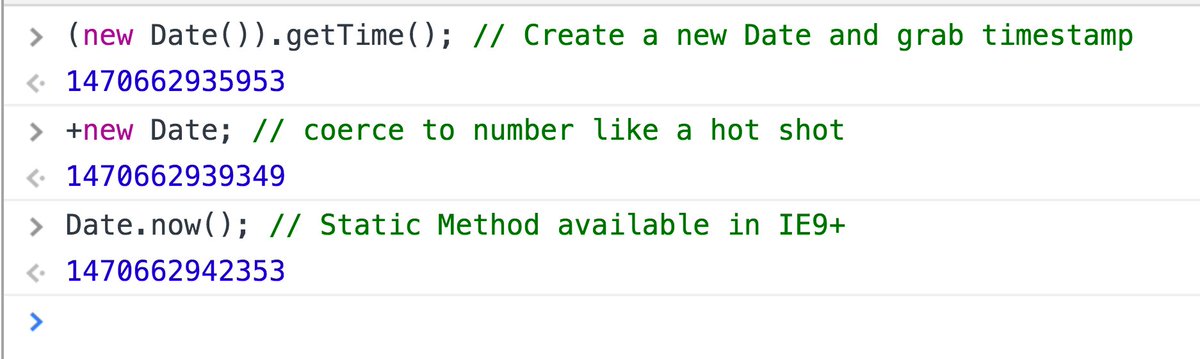 (new Date()).getTime(); // Create a new Date and grab timestamp
1470662935953
+new Date; // coerce to number like a hot shot
1470662939349
Date.now(); // Static Method available in IE9+
1470662942353